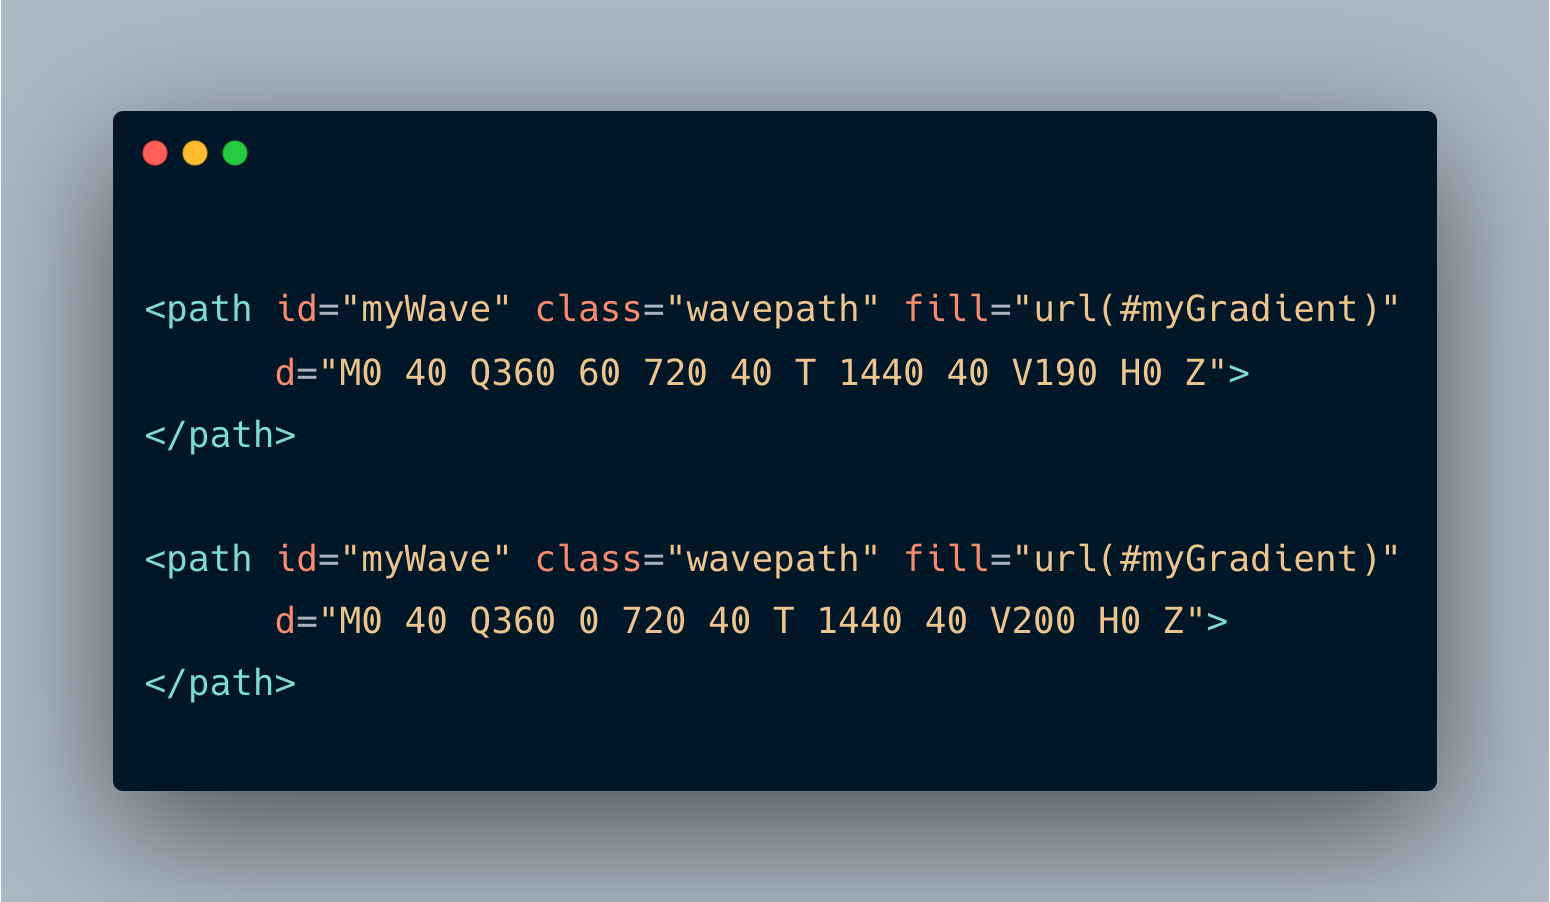 <path id="myWave" class="wavepath" fill="url(#myGradient)"
d="M0 40 Q360 60 720 40 T 1440 40 V190 H0 Z">
</path>
<path id="myWave" class="wavepath" fill="url(#myGradient)"
d="M0 40 Q360 0 720 40 T 1440 40 V200 H0 Z">
</path>